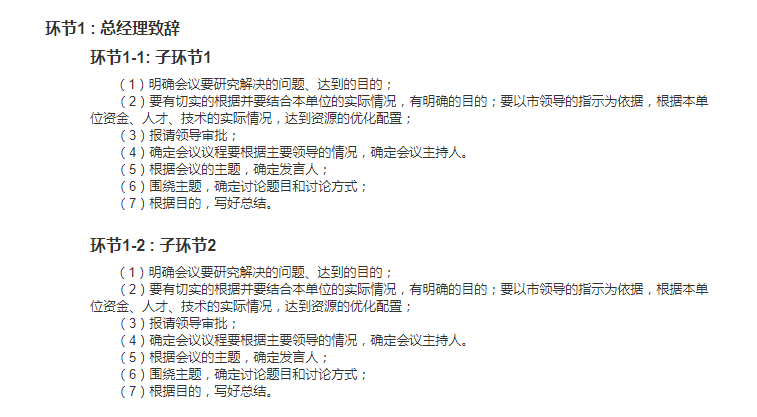 环节1：总经理致辞
环节1-1: 子环节1
（1）明确会议要研究解决的问题、达到的目的；
（2）要有切实的根据并要结合本单位的实际情况，有明确的目的；要以市领导的指示为依据，根据本单
位资金、人才、技术的实际情况，达到资源的优化配置；
（3）报请领导审批；
（4）确定会议议程要根据主要领导的情况，确定会议主持人。
（5）根据会议的主题，确定发言人；
（6）围绕主题，确定讨论题目和讨论方式；
（7）根据目的，写好总结。
环节1-2：子环节2
（1）明确会议要研究解决的问题、达到的目的；
（2）要有切实的根据并要结合本单位的实际情况，有明确的目的；要以市领导的指示为依据，根据本单
位资金、人才、技术的实际情况，达到资源的优化配置；
（3）报请领导审批；
（4）确定会议议程要根据主要领导的情况，确定会议主持人。
（5）根据会议的主题，确定发言人；
（6）围绕主题，确定讨论题目和讨论方式；
（7）根据目的，写好总结。